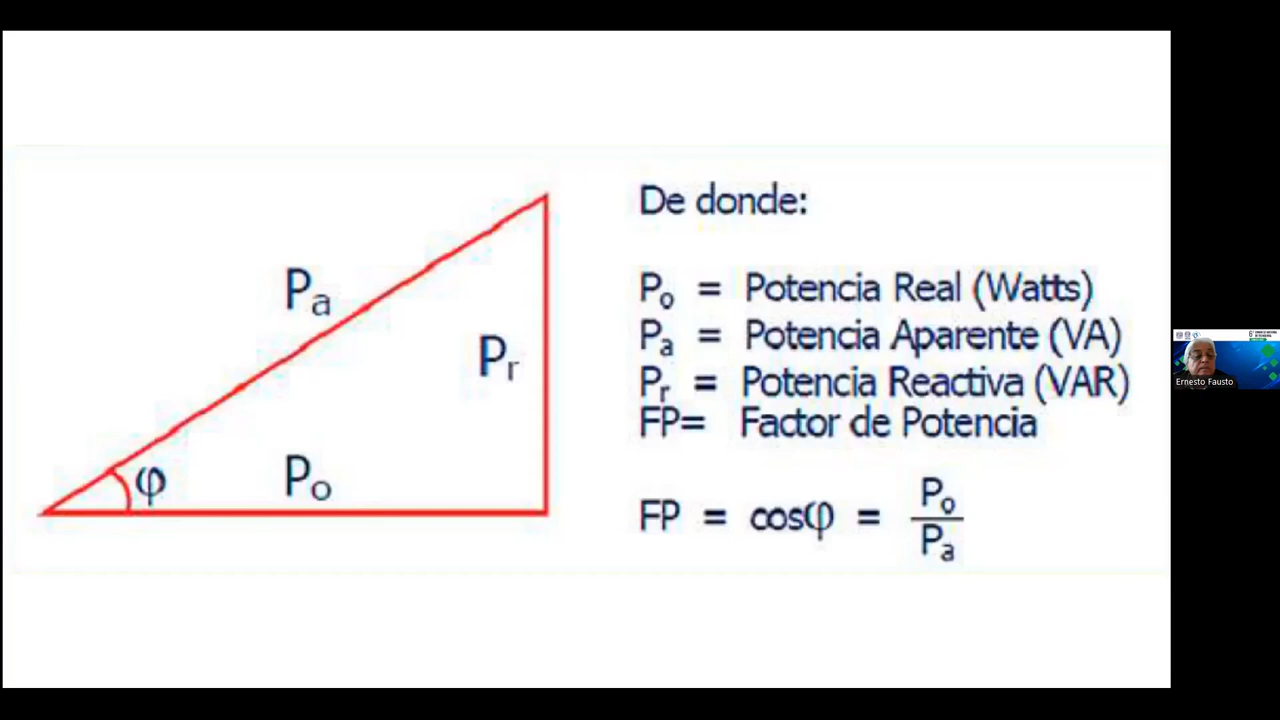 Pa
Pr
φ
Po
De donde:
Po = Potencia Real (Watts)
Pa = Potencia Aparente (VA)
Pr = Potencia Reactiva (VAR)
FP= Factor de Potencia
FP = cosφ = Po
Pa
Ernesto Fausto